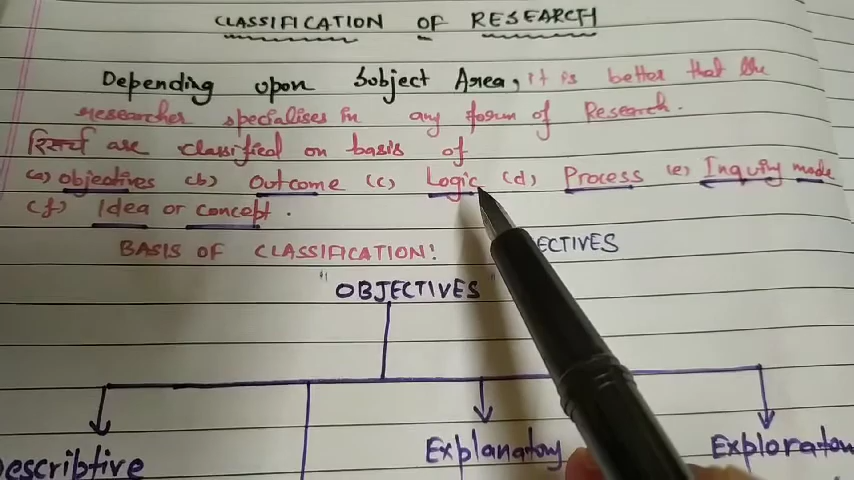 CLASSIFICATION OF RESEARCH
Depending upon Subject Area, it is better that the
researcher specialises in any form of Research.
रिसर्च are classified on basis of
(a) objectives (b) Outcome (c) Logic (d) Process (e) Inquiry mode
(f) Idea or concept.
BASIS OF CLASSIFICATION: ECTIVES
"OBJECTIVES"
escriptive Explanatory Explorator